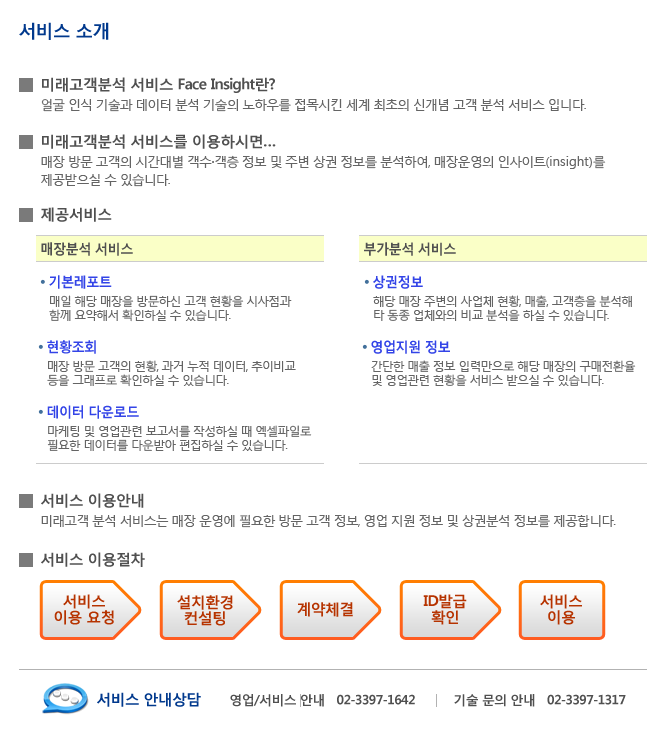 서비스 소개
미래고객분석 서비스 Face Insight란?
얼굴 인식 기술과 데이터 분석 기술의 노하우를 접목시킨 세계 최초의 신개념 고객 분석 서비스 입니다.
미래고객분석 서비스를 이용하시면...
매장 방문 고객의 시간대별 객수·객층 정보 및 주변 상권 정보를 분석하여, 매장운영의 인사이트(insight)를
제공받으실 수 있습니다.
제공서비스
매장분석 서비스
• 기본레포트
매일 해당 매장을 방문하신 고객 현황을 시사점과
함께 요약해서 확인하실 수 있습니다.
• 현황조회
매장 방문 고객의 현황, 과거 누적 데이터, 추이비교
등을 그래프로 확인하실 수 있습니다.
• 데이터 다운로드
마케팅 및 영업관련 보고서를 작성하실 때 엑셀파일로
필요한 데이터를 다운받아 편집하실 수 있습니다.
부가분석 서비스
• 상권정보
해당 매장 주변의 사업체 현황, 매출, 고객층을 분석해
타 동종 업체와의 비교 분석을 하실 수 있습니다.
• 영업지원 정보
간단한 매출 정보 입력만으로 해당 매장의 구매전환율
및 영업관련 현황을 서비스 받으실 수 있습니다.
서비스 이용안내
미래고객 분석 서비스는 매장 운영에 필요한 방문 고객 정보, 영업 지원 정보 및 상권분석 정보를 제공합니다.
서비스 이용절차
서비스
이용 요청
설치환경
컨설팅
계약체결
ID발급
확인
서비스
이용
서비스 안내상담 영업/서비스 안내 02-3397-1642 | 기술 문의 안내 02-3397-1317